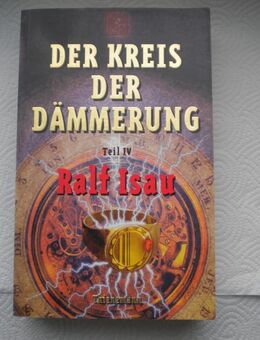 DER KREIS
DER
DÄMMERUNG
Teil IV
Ralf Isau